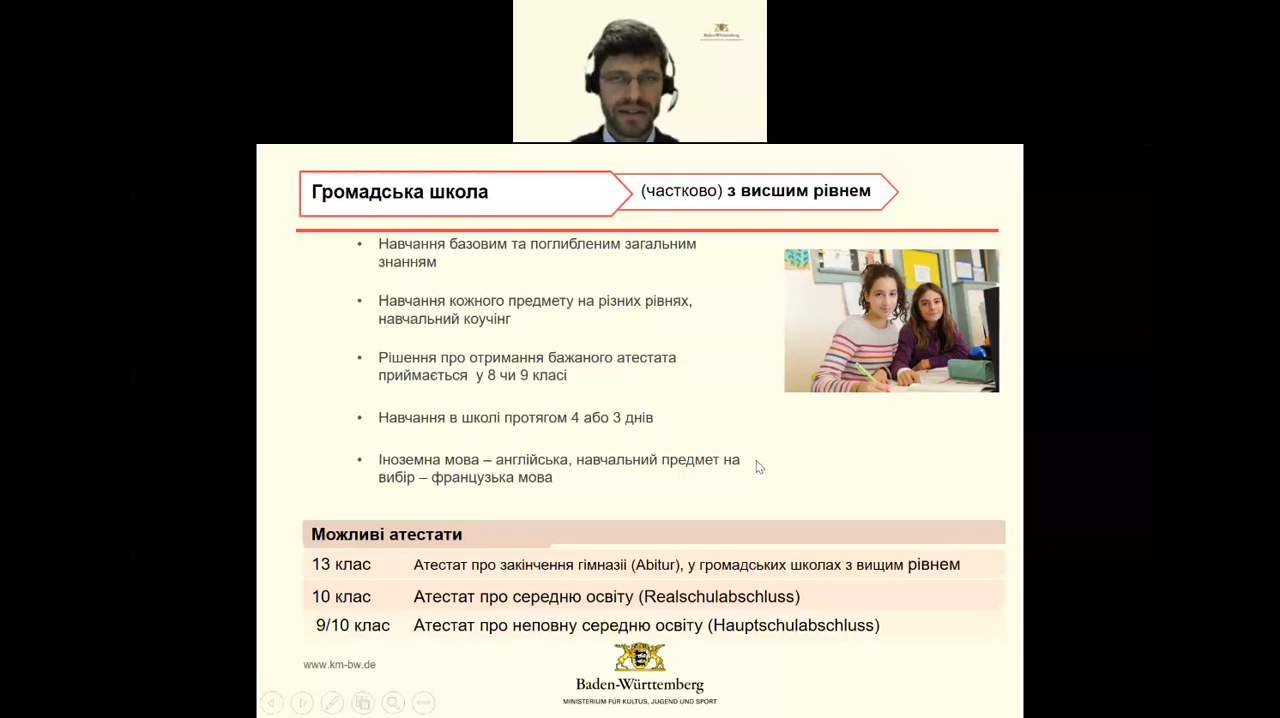 Baden-Württemberg
Громадська школа
(частково) з висшим рівнем
• Навчання базовим та поглибленим загальним
знанням
• Навчання кожного предмету на різних рівнях,
навчальний коучінг
• Рішення про отримання бажаного атестата
приймається у 8 чи 9 класі
• Навчання в школі протягом 4 або 3 днів
• Іноземна мова – англійська, навчальний предмет на
вибір – французька мова
Можливі атестати
13 клас Атестат про закінчення гімназії (Abitur), у громадських школах з вищим рівнем
10 клас Атестат про середню освіту (Realschulabschluss)
9/10 клас Атестат про неповну середню освіту (Hauptschulabschluss)
www.km-bw.de
Baden-Württemberg
MINISTERIUM FÜR KULTUS, JUGEND UND SPORT